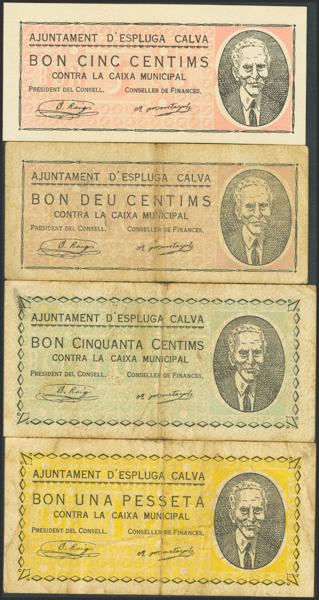 AJUNTAMENT D'ESPLUGA CALVA
BON CINC CENTIMS
CONTRA LA CAIXA MUNICIPAL
PRESIDENT DEL CONSELL. CONSELLER DE FINANCES,
AJUNTAMENT D'ESPLUGA CALVA
BON DEU CENTIMS
CONTRA LA CAIXA MUNICIPAL
PRESIDENT DEL CONSELL. CONSELLER DE FINANCES,
AJUNTAMENT D'ESPLUGA CALVA
BON CINQUANTA CENTIMS
CONTRA LA CAIXA MUNICIPAL
PRESIDENT DEL CONSELL. CONSELLER DE FINANCES,
AJUNTAMENT D'ESPLUGA CALVA
BON UNA PESSETA
CONTRA LA CAIXA MUNICIPAL
PRESIDENT DEL CONSELL. CONSELLER DE FINANCES,